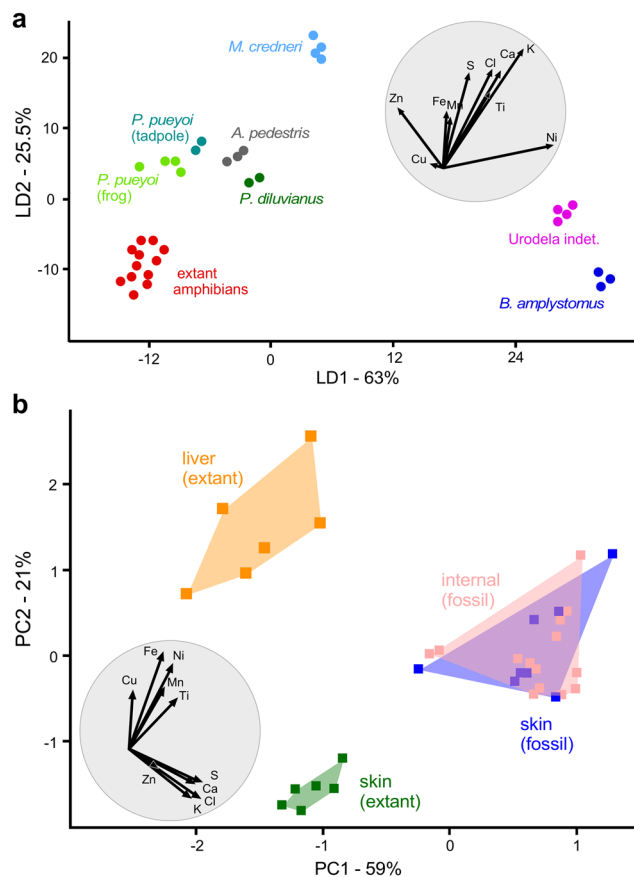 a
M. credneri
20
10
0
-10
LD2 - 25.5%
P. pueyoi
(tadpole)
A. pedestris
P. pueyoi
(frog)
P. diluvianus
extant
amphibians
K
Ca
Cl
S
Zn
Fe
Mn
Ti
Ni
Cu
Urodela indet.
B. amplystomus
-12
0
12
24
LD1 - 63%
b
liver
(extant)
2
1
0
-1
PC2 - 21%
internal
(fossil)
skin
(fossil)
Fe
Ni
Cu
Mn
Ti
Zn
S
Ca
Cl
K
skin
(extant)
-2
-1
0
1
PC1 - 59%